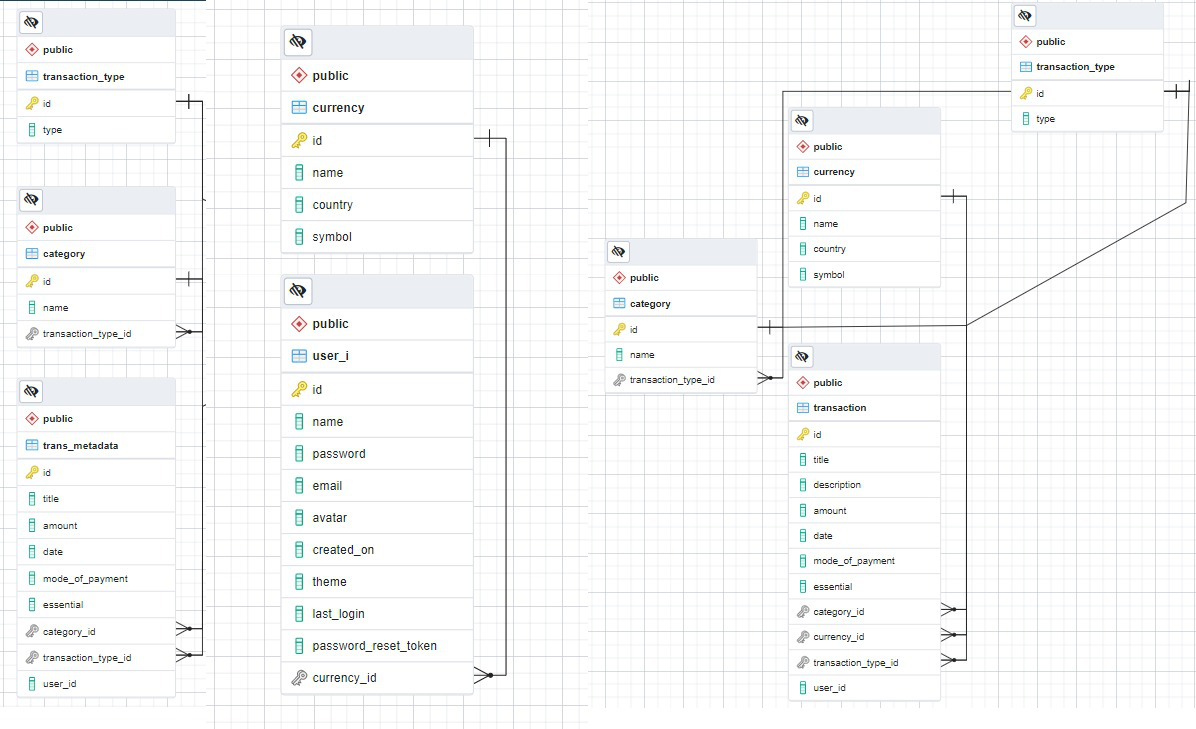 public
transaction_type
id
type
public
category
id
name
transaction_type_id
public
trans_metadata
id
title
amount
date
mode_of_payment
essential
category_id
transaction_type_id
user_id
public
currency
id
name
country
symbol
public
user_i
id
name
password
email
avatar
created_on
theme
last_login
password_reset_token
currency_id
public
transaction_type
id
type
public
currency
id
name
country
symbol
public
category
id
name
transaction_type_id
public
transaction
id
title
description
amount
date
mode_of_payment
essential
category_id
currency_id
transaction_type_id
user_id